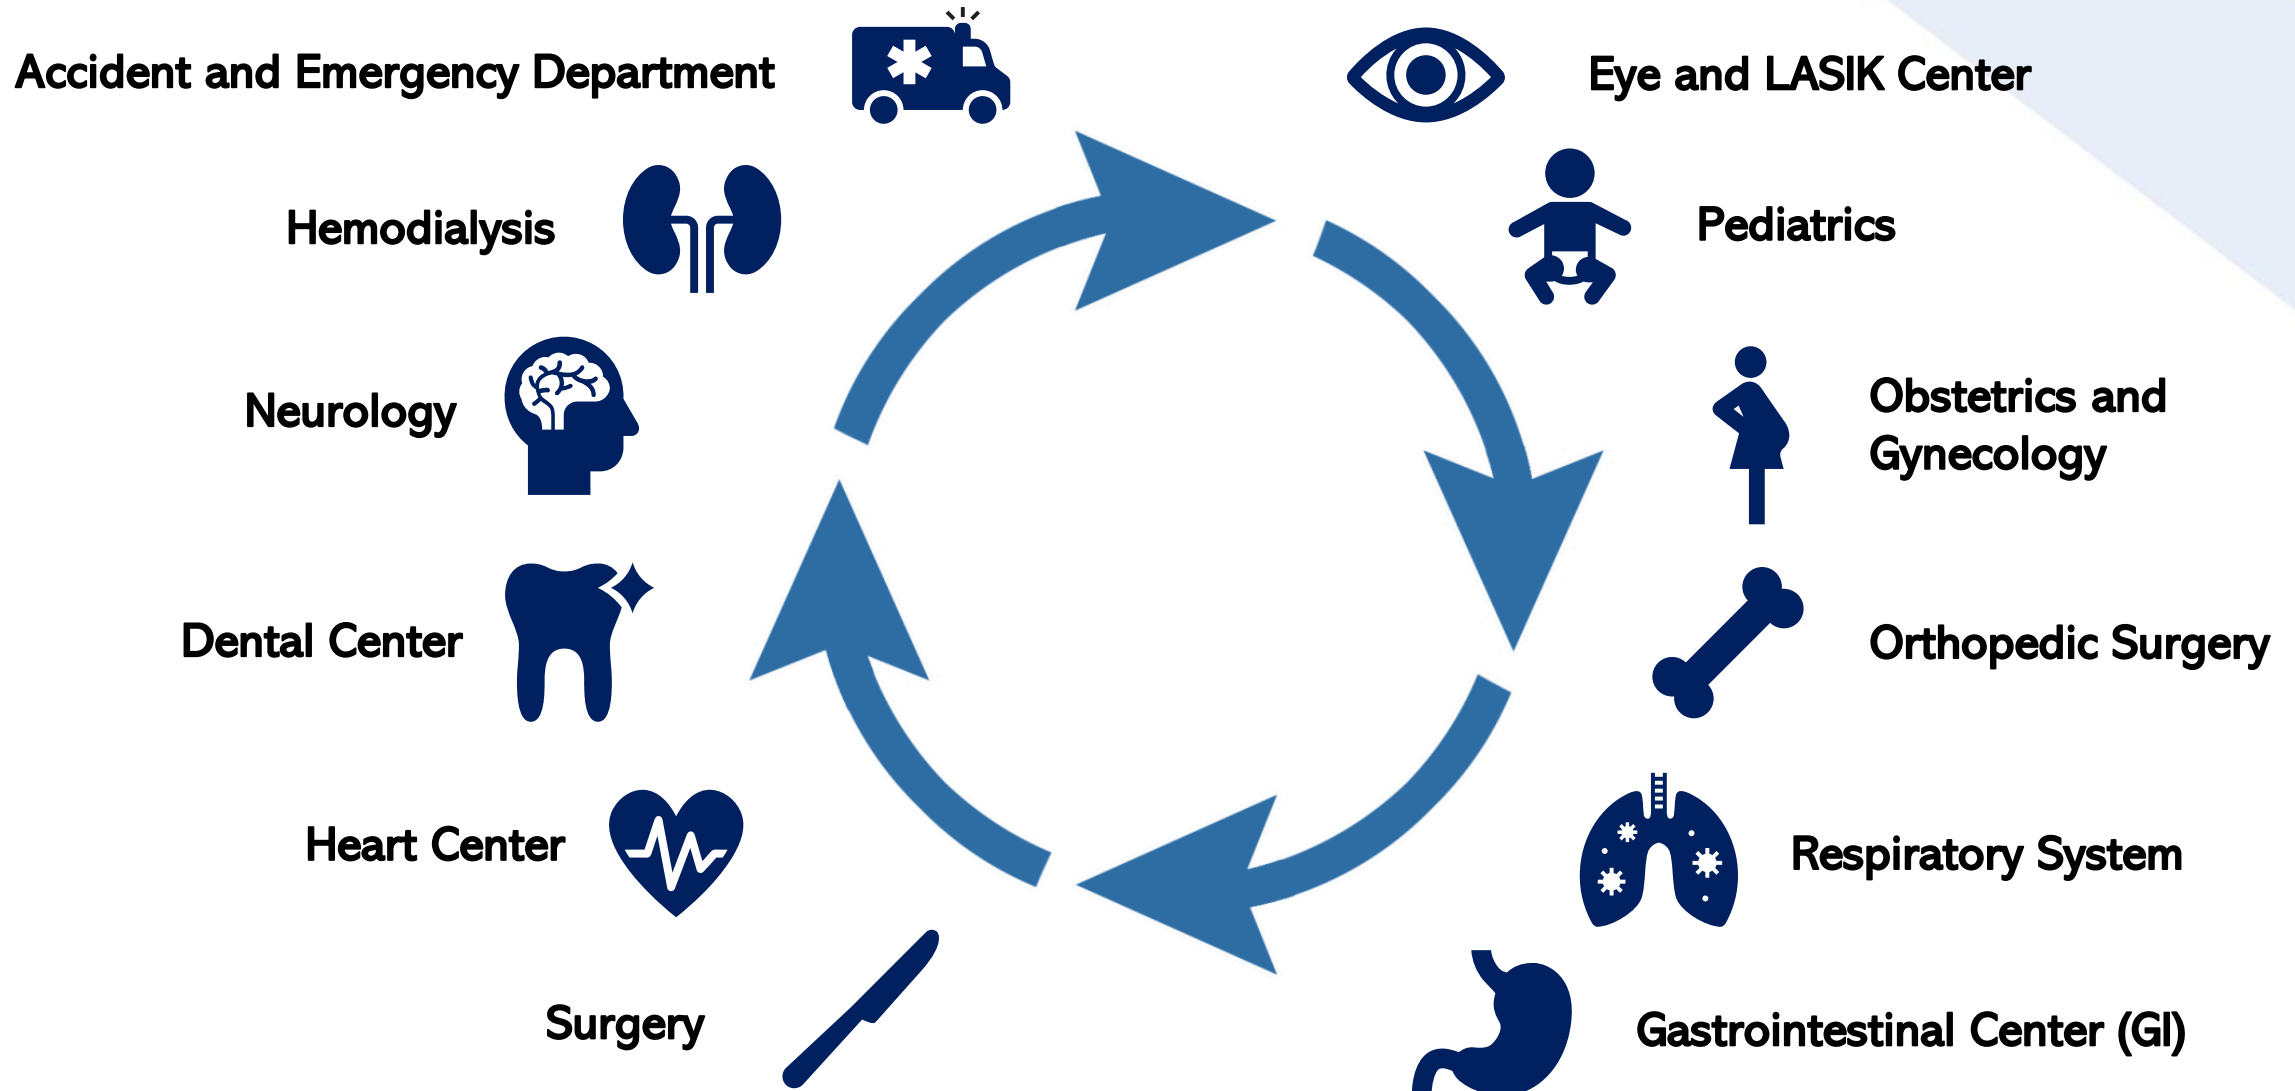 Accident and Emergency Department
Eye and LASIK Center
Hemodialysis
Pediatrics
Neurology
Obstetrics and
Gynecology
Dental Center
Orthopedic Surgery
Heart Center
Respiratory System
Surgery
Gastrointestinal Center (GI)